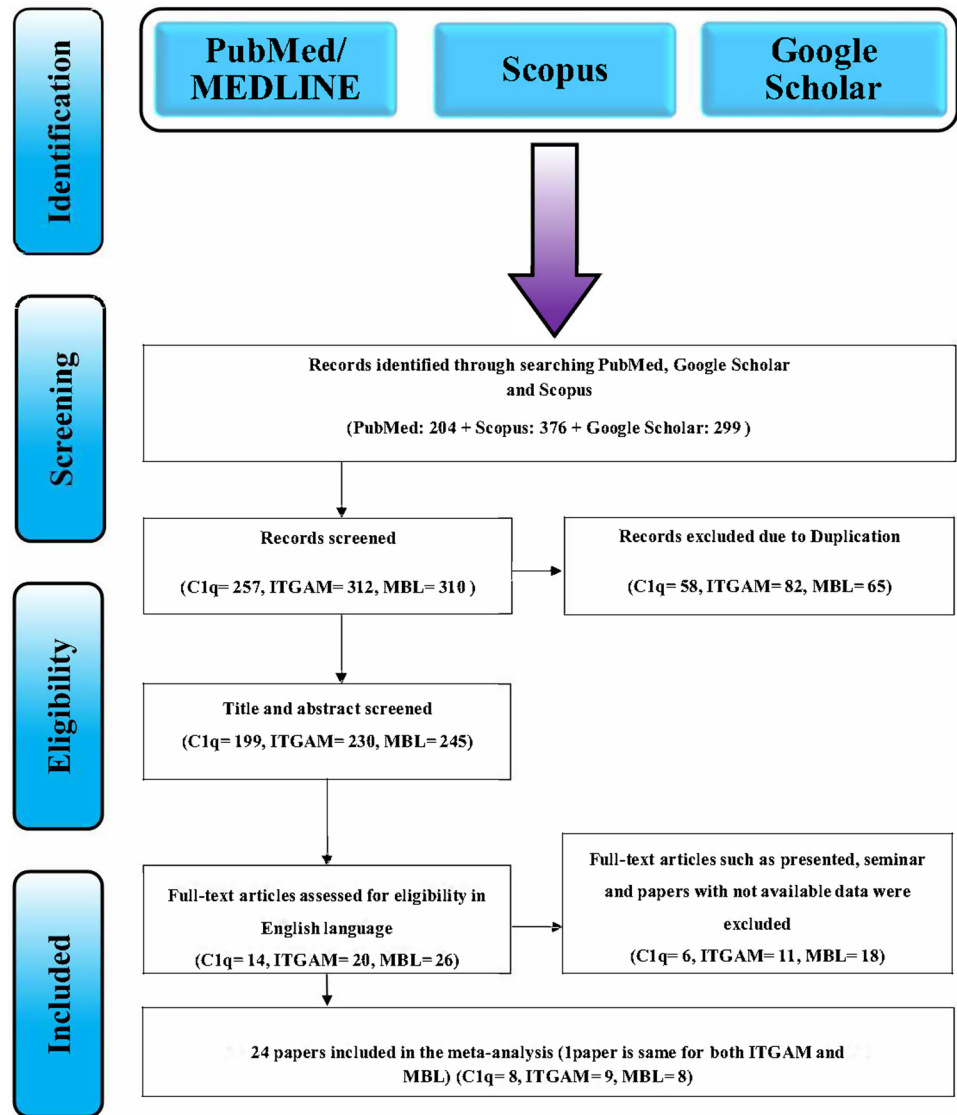 Identification
PubMed/
MEDLINE
Scopus
Google
Scholar
Screening
Records identified through searching PubMed, Google Scholar
and Scopus
(PubMed: 204 + Scopus: 376 + Google Scholar: 299 )
Records screened
(C1q= 257, ITGAM= 312, MBL= 310 )
Records excluded due to Duplication
(C1q= 58, ITGAM= 82, MBL= 65)
Eligibility
Title and abstract screened
(C1q= 199, ITGAM= 230, MBL= 245)
Included
Full-text articles assessed for eligibility in
English language
(C1q= 14, ITGAM= 20, MBL= 26)
Full-text articles such as presented, seminar
and papers with not available data were
excluded
(C1q= 6, ITGAM= 11, MBL= 18)
24 papers included in the meta-analysis (1paper is same for both ITGAM and
MBL) (C1q= 8, ITGAM= 9, MBL= 8)